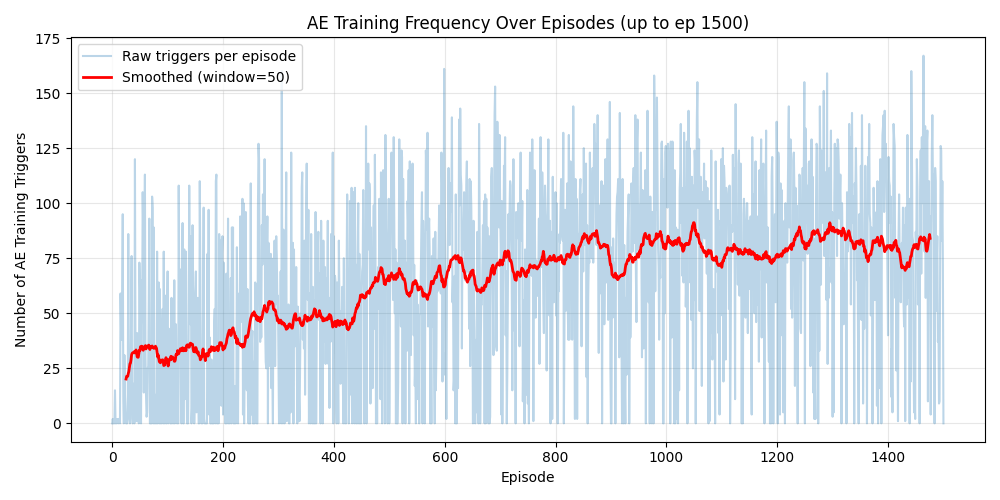 AE Training Frequency Over Episodes (up to ep 1500)
Raw triggers per episode
Smoothed (window=50)
Number of AE Training Triggers
175
150
125
100
75
50
25
0
0 200 400 600 800 1000 1200 1400
Episode